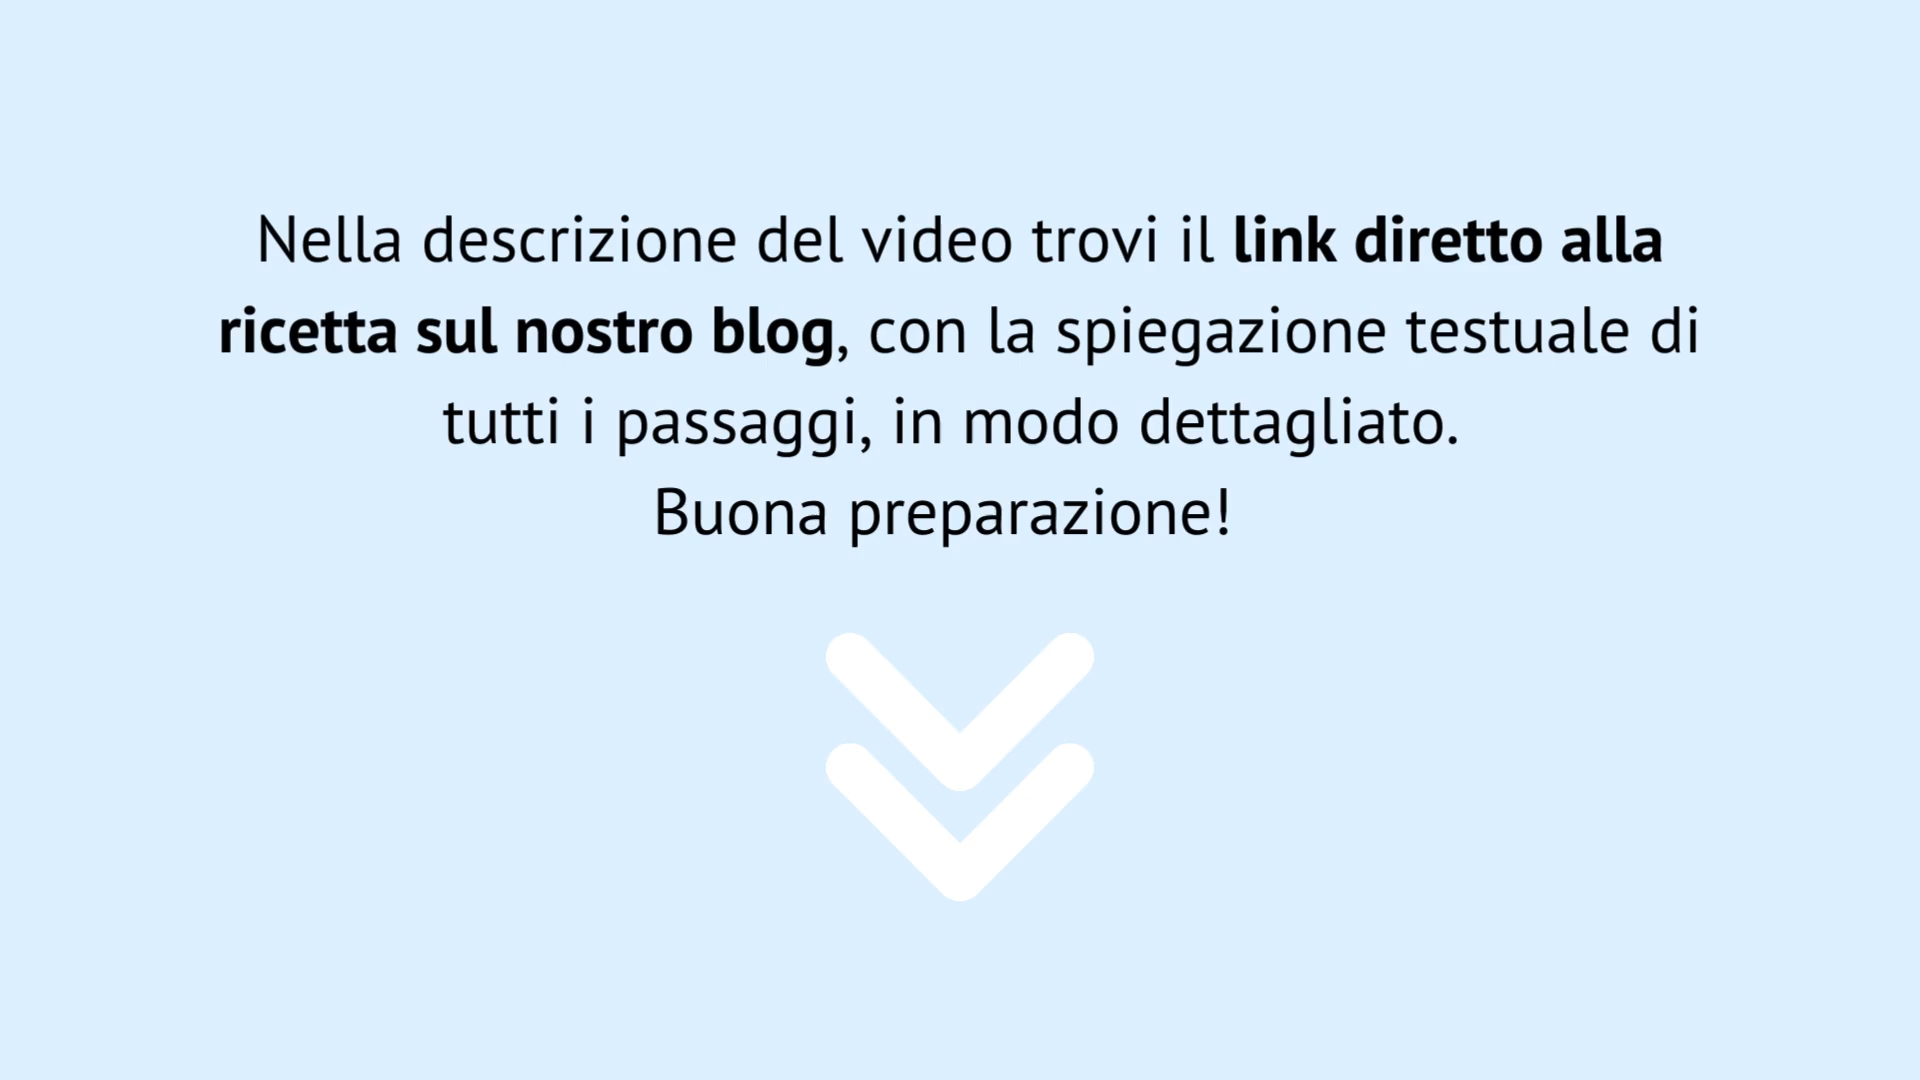 Nella descrizione del video trovi il link diretto alla
ricetta sul nostro blog, con la spiegazione testuale di
tutti i passaggi, in modo dettagliato.
Buona preparazione!